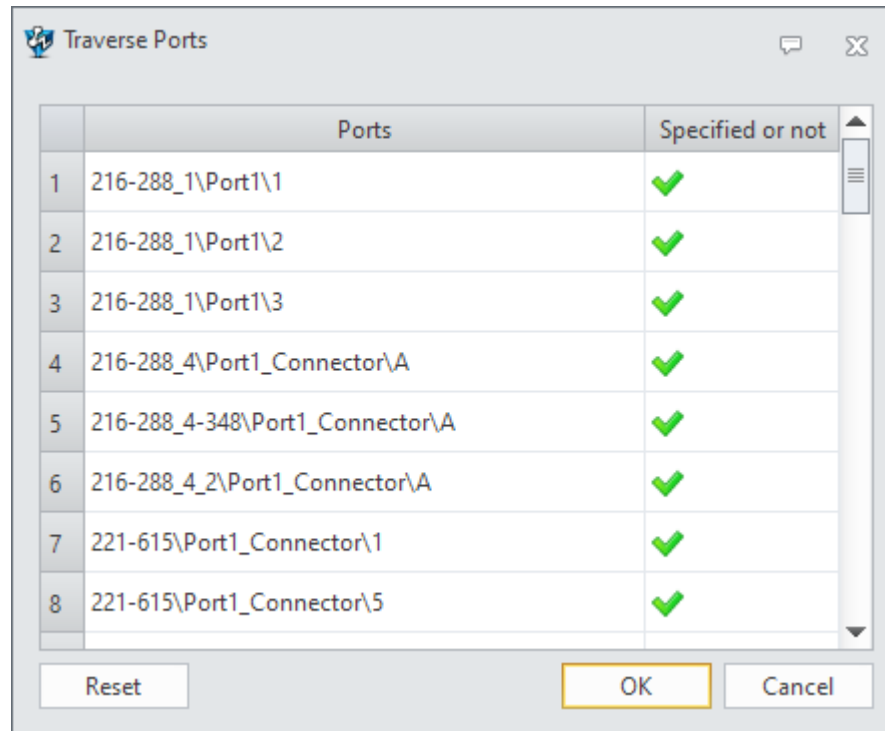 Traverse Ports
Ports Specified or not
1 216-288_1\Port1\1
2 216-288_1\Port1\2
3 216-288_1\Port1\3
4 216-288_4\Port1_Connector\A
5 216-288_4-348\Port1_Connector\A
6 216-288_4_2\Port1_Connector\A
7 221-615\Port1_Connector\1
8 221-615\Port1_Connector\5
Reset OK Cancel